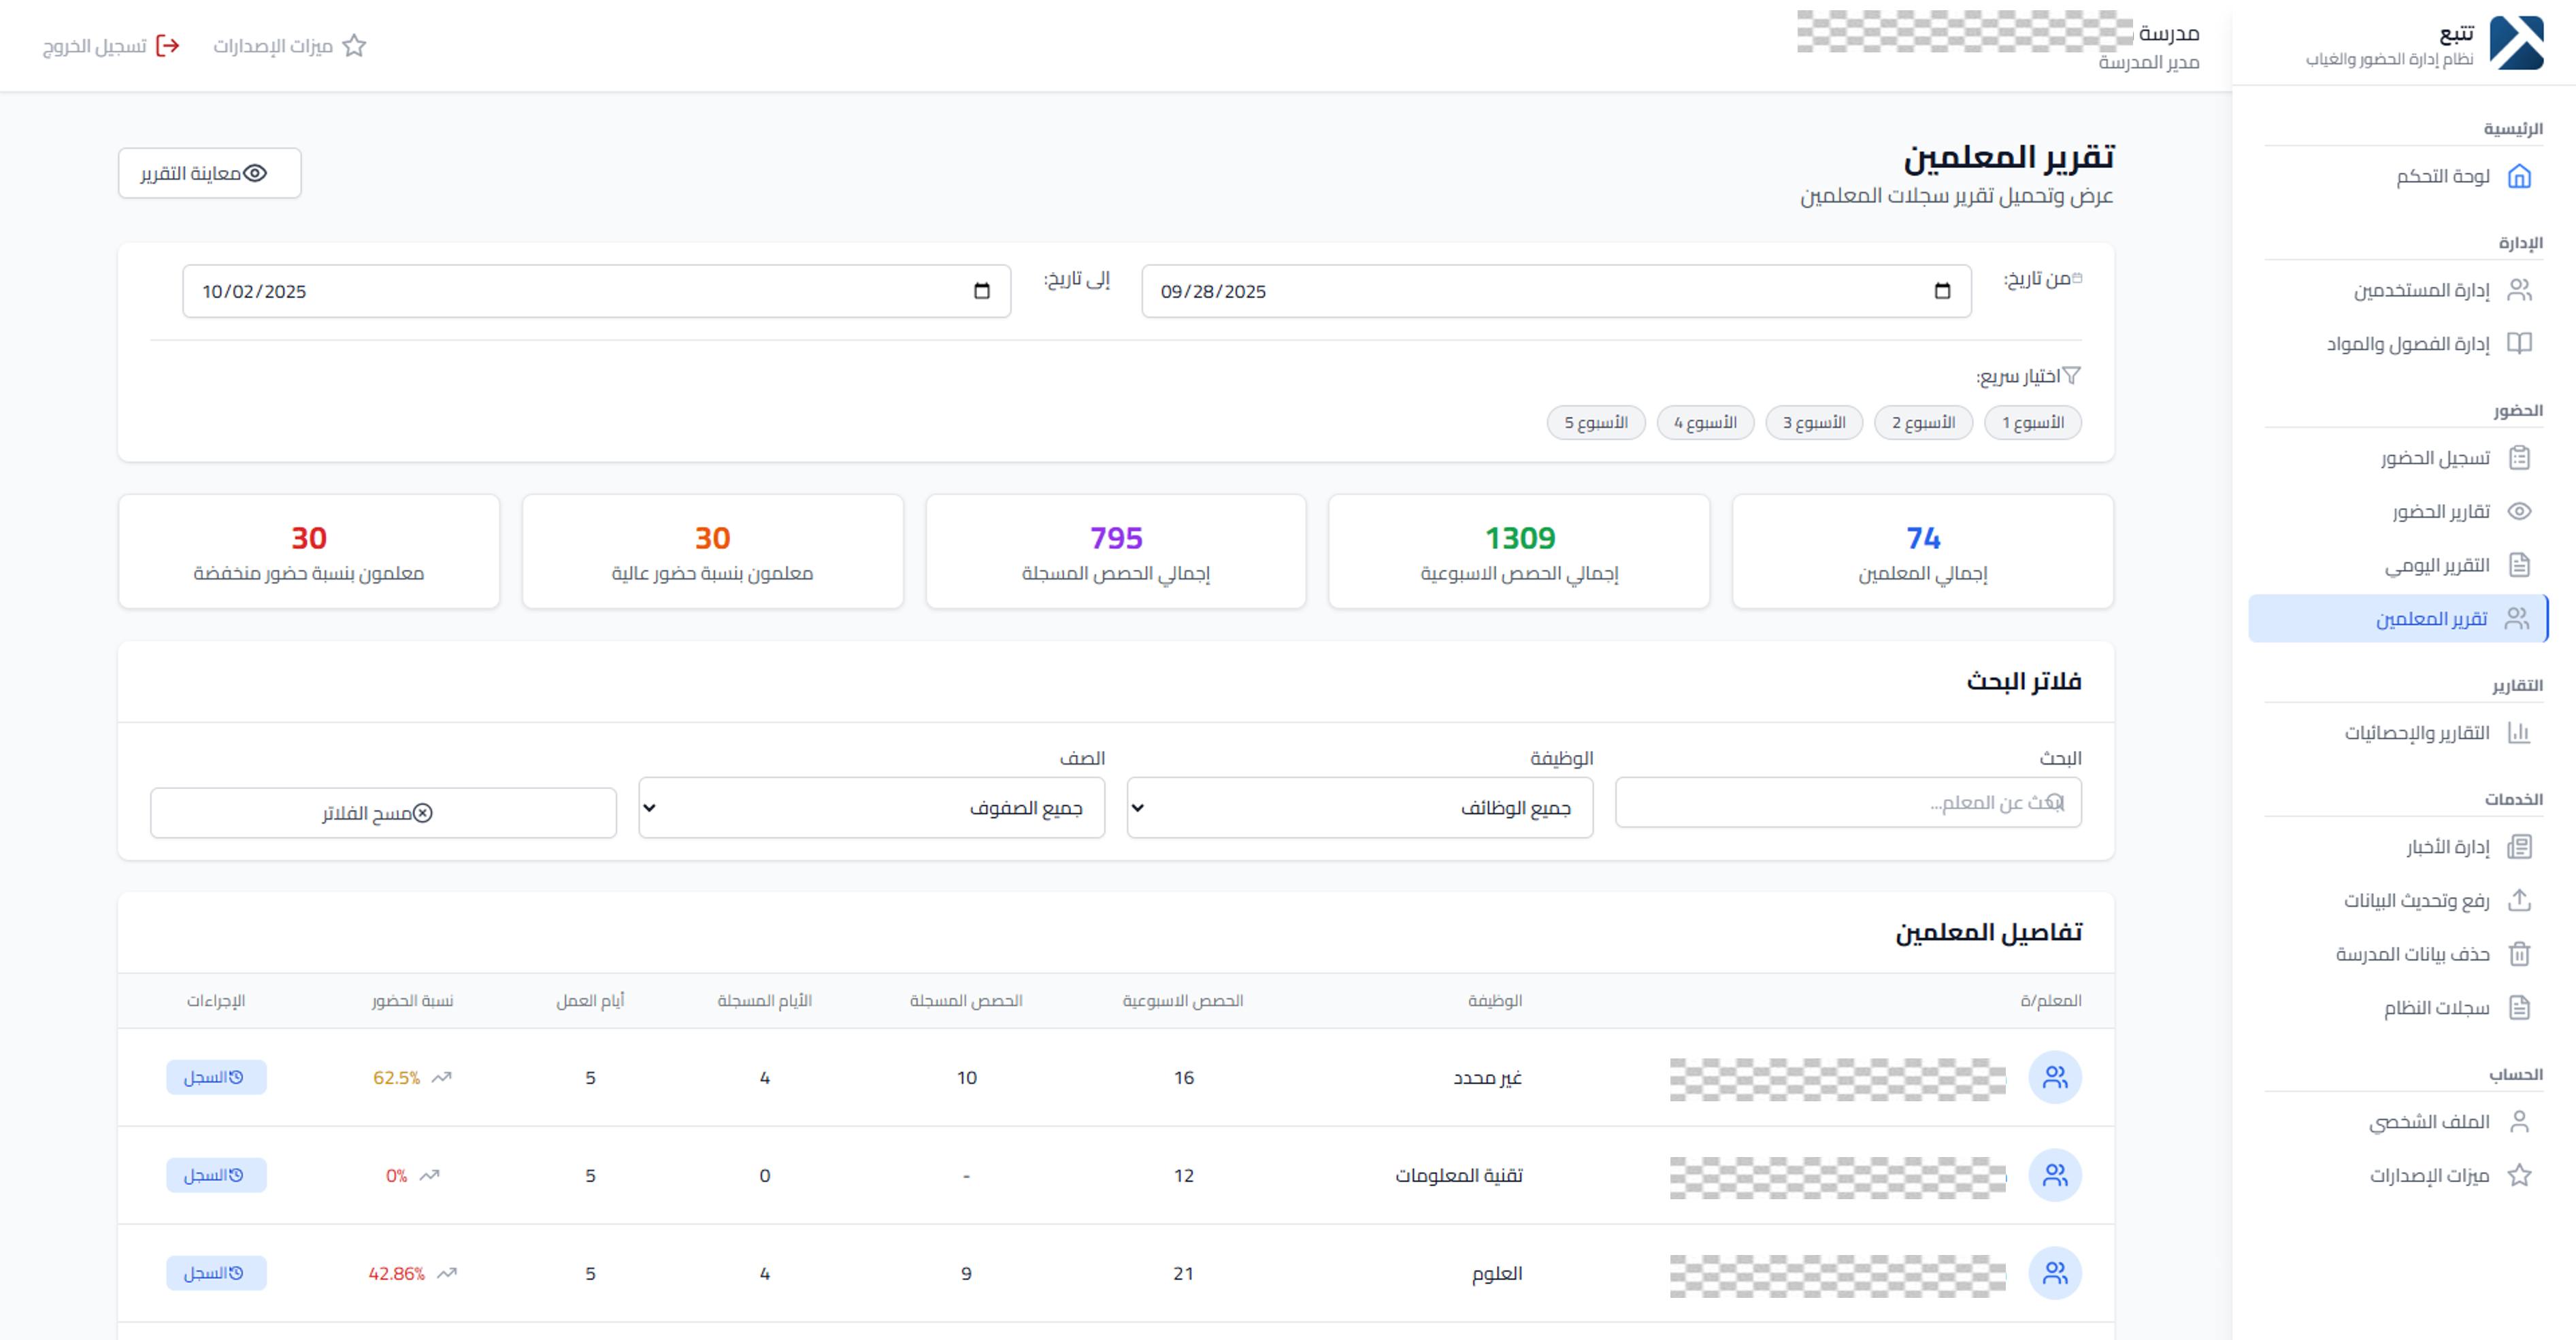 تتبع
نظام إدارة الحضور والغياب
الرئيسية
لوحة التحكم
الإدارة
إدارة المستخدمين
إدارة الفصول والمواد
الحضور
تسجيل الحضور
تقارير الحضور
التقرير اليومي
تقرير المعلمين
التقارير
التقارير والإحصائيات
الخدمات
إدارة الأخبار
رفع وتحديث البيانات
حذف بيانات المدرسة
سجلات النظام
الحساب
الملف الشخصي
ميزات الإصدارات
مدرسة
مدير المدرسة
ميزات الإصدارات
تسجيل الخروج
تقرير المعلمين
عرض وتحميل تقرير سجلات المعلمين
معاينة التقرير
من تاريخ: 09/28/2025 إلى تاريخ: 10/02/2025
اختيار سريع:
الأسبوع 1 الأسبوع 2 الأسبوع 3 الأسبوع 4 الأسبوع 5
74 1309 795 30 30
إجمالي المعلمين إجمالي الحصص الاسبوعية إجمالي الحصص المسجلة معلمون بنسبة حضور عالية معلمون بنسبة حضور منخفضة
فلاتر البحث
البحث الوظيفة الصف
ابحث عن المعلم... جميع الوظائف جميع الصفوف مسح الفلاتر
تفاصيل المعلمين
المعلم/ة الوظيفة الحصص الاسبوعية الحصص المسجلة الأيام المسجلة أيام العمل نسبة الحضور الإجراءات
غير محدد 16 10 4 5 62.5% السجل
تقنية المعلومات 12 - 0 5 0% السجل
العلوم 21 9 4 5 42.86% السجل